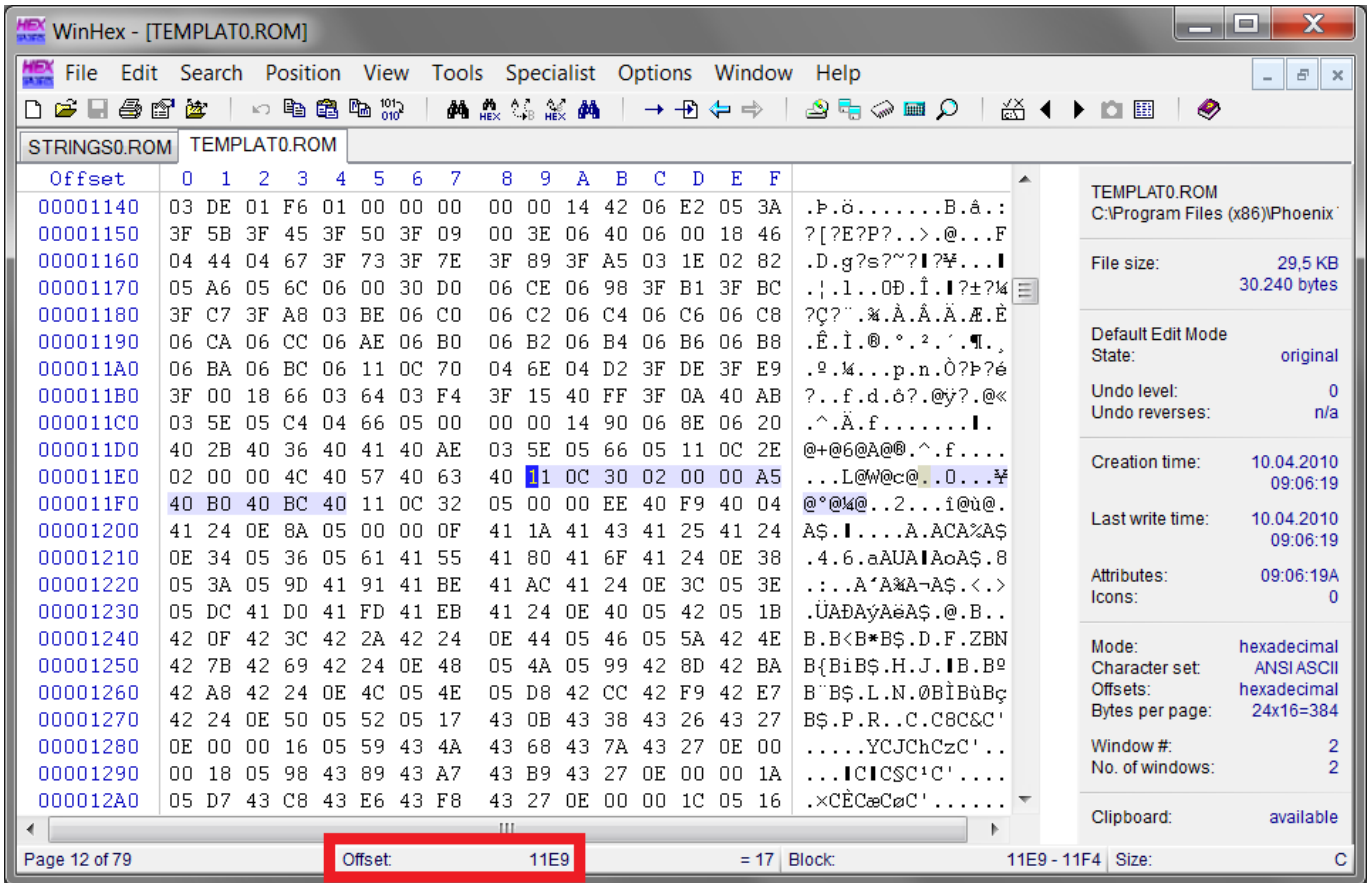 WinHex - [TEMPLAT0.ROM]
File Edit Search Position View Tools Specialist Options Window Help
STRINGS0.ROM TEMPLAT0.ROM
Offset 0 1 2 3 4 5 6 7 8 9 A B C D E F
00001140 03 DE 01 F6 01 00 00 00 00 00 14 42 06 E2 05 3A .Þ.ö.......B.â.:
00001150 3F 5B 3F 45 3F 50 3F 09 00 3E 06 40 06 00 18 46 ?[?E?P?..>.@...F
00001160 04 44 04 67 3F 73 3F 7E 3F 89 3F A5 03 1E 02 82
00001170 05 A6 05 6C 06 00 30 D0 06 CE 06 98 3F B1 3F BC
00001180 3F C7 3F A8 03 BE 06 C0 06 C2 06 C4 06 C6 06 C8 ?Ç?¨.¾.À.Â.Ä.Æ.È
00001190 06 CA 06 CC 06 AE 06 B0 06 B2 06 B4 06 B6 06 B8 .Ê.Ì.®.°.².´.¶.¸
000011A0 06 BA 06 BC 06 11 0C 70 04 6E 04 D2 3F DE 3F E9 .º.¼...p.n.Ò?Þ?é
000011B0 3F 00 18 66 03 64 03 F4 3F 15 40 FF 3F 0A 40 AB ?..f.d.ô?.@ÿ?.@«
000011C0 03 5E 05 C4 04 66 05 00 00 00 14 90 06 8E 06 20
000011D0 40 2B 40 36 40 41 40 AE 03 5E 05 66 05 11 0C 2E @+@6@A@®.^.f....
000011E0 02 00 00 4C 40 57 40 63 40 11 0C 30 02 00 00 A5 ...L@W@c@..0...¥
000011F0 40 B0 40 BC 40 11 0C 32 05 00 00 EE 40 F9 40 04 @°@¼@..2...î@ù@.
00001200 41 24 0E 8A 05 00 00 0F 41 1A 41 43 41 25 41 24
00001210 0E 34 05 36 05 61 41 55 41 80 41 6F 41 24 0E 38
00001220 05 3A 05 9D 41 91 41 BE 41 AC 41 24 0E 3C 05 3E
00001230 05 DC 41 D0 41 FD 41 EB 41 24 0E 40 05 42 05 1B .ÜAÐAýAëA$.@.B..
00001240 42 0F 42 3C 42 2A 42 24 0E 44 05 46 05 5A 42 4E B.B<B*B$.D.F.ZBN
00001250 42 7B 42 69 42 24 0E 48 05 4A 05 99 42 8D 42 BA
00001260 42 A8 42 24 0E 4C 05 4E 05 D8 42 CC 42 F9 42 E7 B¨B$.L.N.ØBÌBùBç
00001270 42 24 0E 50 05 52 05 17 43 0B 43 38 43 26 43 27 B$.P.R..C.C8C&C'
00001280 0E 00 00 16 05 59 43 4A 43 68 43 7A 43 27 0E 00 .....YCJChCzC'..
00001290 00 18 05 98 43 89 43 A7 43 B9 43 27 0E 00 00 1A
000012A0 05 D7 43 C8 43 E6 43 F8 43 27 0E 00 00 1C 05 16 .×CÈCæCøC'......
TEMPLAT0.ROM
C:\Program Files (x86)\Phoenix
File size: 29,5 KB
30.240 bytes
Default Edit Mode
State: original
Undo level: 0
Undo reverses: n/a
Creation time: 10.04.2010
09:06:19
Last write time: 10.04.2010
09:06:19
Attributes: 09:06:19A
Icons: 0
Mode: hexadecimal
Character set: ANSI ASCII
Offsets: hexadecimal
Bytes per page: 24x16=384
Window #: 2
No. of windows: 2
Clipboard: available
Page 12 of 79 Offset: 11E9 = 17 Block: 11E9 - 11F4 Size: C